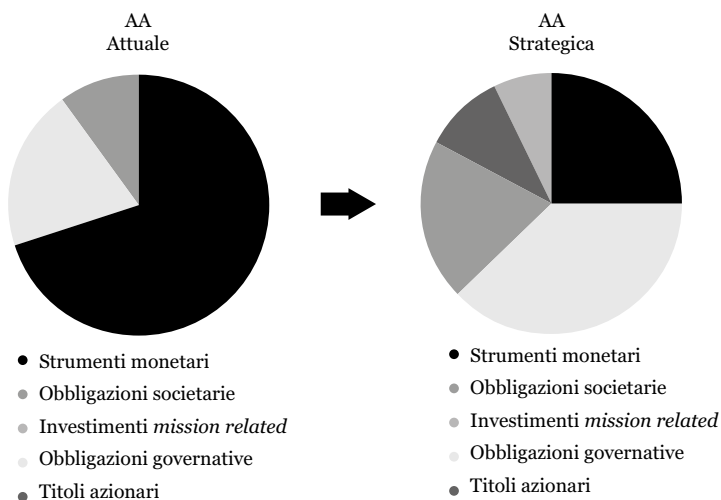 AA
Attuale
AA
Strategica
Strumenti monetari
Obbligazioni societarie
Investimenti mission related
Obbligazioni governative
Titoli azionari
Strumenti monetari
Obbligazioni societarie
Investimenti mission related
Obbligazioni governative
Titoli azionari